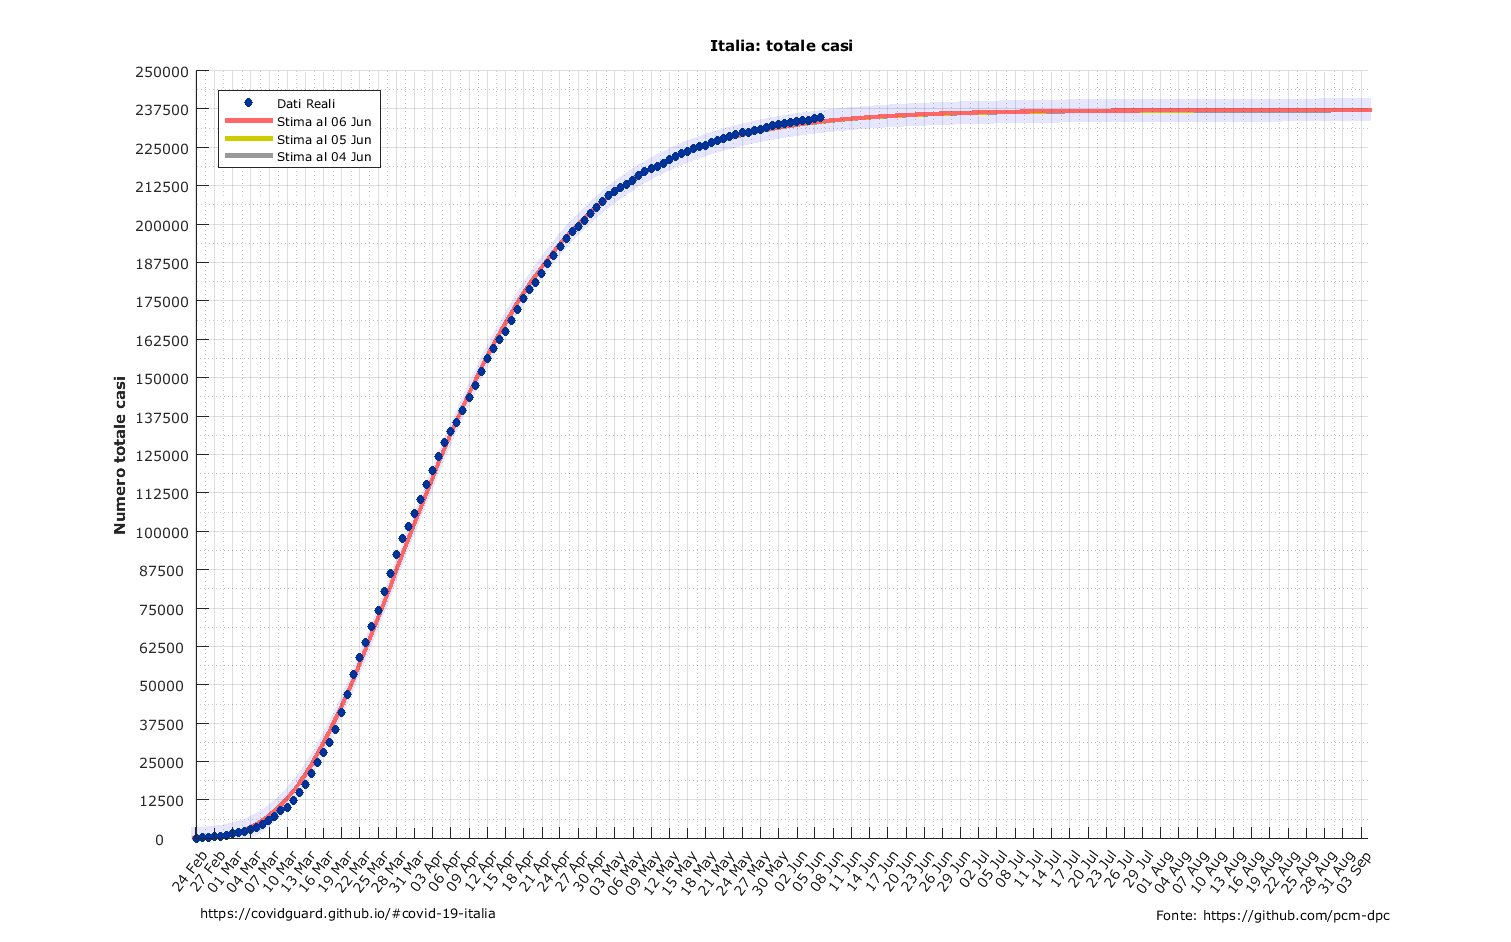 Italia: totale casi
250000
237500
225000
212500
200000
187500
175000
162500
150000
137500
125000
112500
100000
87500
75000
62500
50000
37500
25000
12500
0
Numero totale casi
Dati Reali
Stima al 06 Jun
Stima al 05 Jun
Stima al 04 Jun
24 Feb
27 Feb
01 Mar
04 Mar
07 Mar
10 Mar
13 Mar
16 Mar
19 Mar
22 Mar
25 Mar
28 Mar
31 Mar
03 Apr
06 Apr
09 Apr
12 Apr
15 Apr
18 Apr
21 Apr
24 Apr
27 Apr
30 Apr
03 May
06 May
09 May
12 May
15 May
18 May
21 May
24 May
27 May
30 May
02 Jun
05 Jun
08 Jun
11 Jun
14 Jun
17 Jun
20 Jun
23 Jun
26 Jun
29 Jun
02 Jul
05 Jul
08 Jul
11 Jul
14 Jul
17 Jul
20 Jul
23 Jul
26 Jul
29 Jul
01 Aug
04 Aug
07 Aug
10 Aug
13 Aug
16 Aug
19 Aug
22 Aug
25 Aug
28 Aug
31 Aug
03 Sep
https://covidguard.github.io/#covid-19-italia
Fonte: https://github.com/pcm-dpc